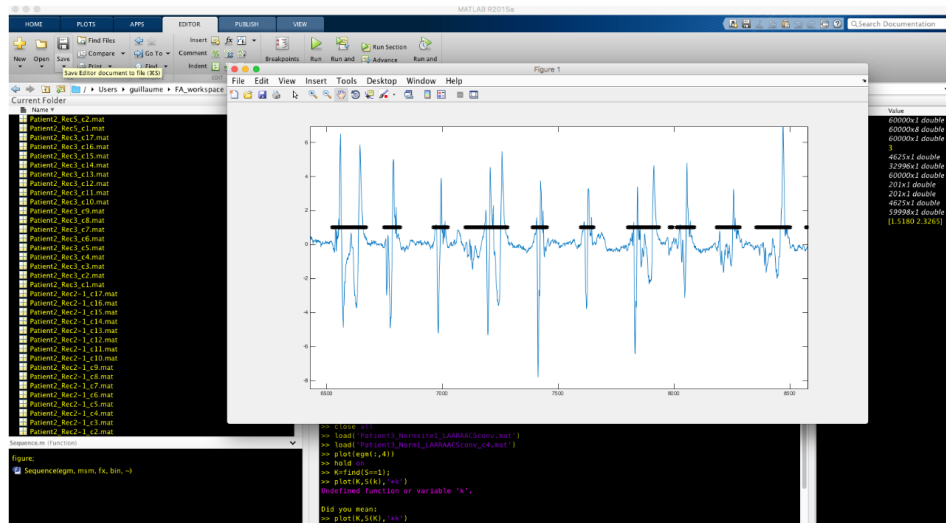 MATLAB R2015a
HOME PLOTS APPS EDITOR PUBLISH VIEW
Search Documentation
New Open Save Find Files Compare Print Go To Find Insert fx Comment Indent Breakpoints Run Run and Run Section Advance Run and
Save Editor document to file (⌘S)
EDIT
/ Users guillaume FA_workspace
Current Folder
Name
Patient2_Rec5_c2.mat
Patient2_Rec5_c1.mat
Patient2_Rec3_c17.mat
Patient2_Rec3_c16.mat
Patient2_Rec3_c15.mat
Patient2_Rec3_c14.mat
Patient2_Rec3_c13.mat
Patient2_Rec3_c12.mat
Patient2_Rec3_c11.mat
Patient2_Rec3_c10.mat
Patient2_Rec3_c9.mat
Patient2_Rec3_c8.mat
Patient2_Rec3_c7.mat
Patient2_Rec3_c6.mat
Patient2_Rec3_c5.mat
Patient2_Rec3_c4.mat
Patient2_Rec3_c3.mat
Patient2_Rec3_c2.mat
Patient2_Rec3_c1.mat
Patient2_Rec2-1_c17.mat
Patient2_Rec2-1_c16.mat
Patient2_Rec2-1_c15.mat
Patient2_Rec2-1_c14.mat
Patient2_Rec2-1_c13.mat
Patient2_Rec2-1_c12.mat
Patient2_Rec2-1_c11.mat
Patient2_Rec2-1_c10.mat
Patient2_Rec2-1_c9.mat
Patient2_Rec2-1_c8.mat
Patient2_Rec2-1_c7.mat
Patient2_Rec2-1_c6.mat
Patient2_Rec2-1_c5.mat
Patient2_Rec2-1_c4.mat
Patient2_Rec2-1_c3.mat
Patient2_Rec2-1_c2.mat
Sequence.m (Function)
figure;
Sequence(egm, msm, fx, bin, ~)
Figure 1
File Edit View Insert Tools Desktop Window Help
6
4
2
0
-2
-4
-6
-8
6500 7000 7500 8000 8500
Value
60000x1 double
60000x8 double
60000x1 double
3
4625x1 double
32996x1 double
60000x1 double
201x1 double
201x1 double
4625x1 double
59998x1 double
[1.5180 2.3265]
>> close all
>> load('Patient3_Normsite1_LAARAACSconv.mat')
>> load('Patient3_Norm1_LAARAACSconv_c4.mat')
>> plot(egm(:,4))
>> hold on
>> K=find(S==1);
>> plot(K,S(k),'*k')
Undefined function or variable 'k'.
Did you mean:
>> plot(K,S(K),'*k')